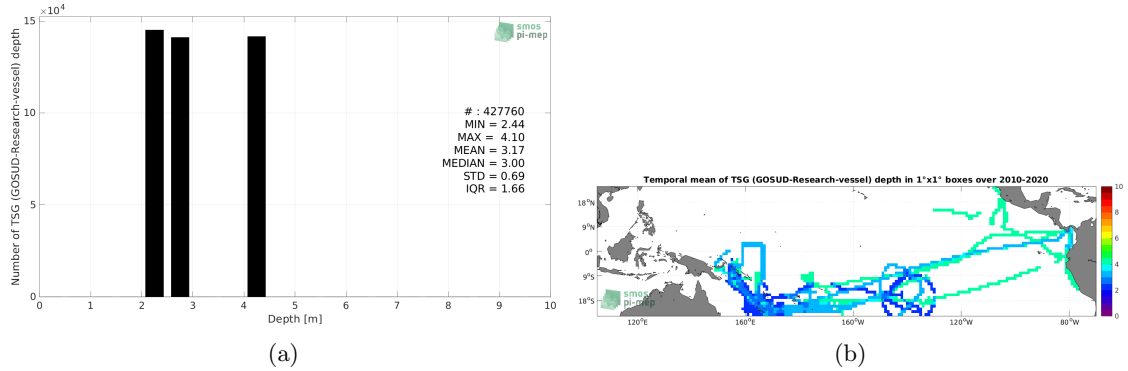 ×10⁴
15
10
5
0
Number of TSG (GOSUD-Research-vessel) depth
smos
pi-mep
# : 427760
MIN = 2.44
MAX = 4.10
MEAN = 3.17
MEDIAN = 3.00
STD = 0.69
IQR = 1.66
0 1 2 3 4 5 6 7 8 9 10
Depth [m]
(a)
Temporal mean of TSG (GOSUD-Research-vessel) depth in 1°x1° boxes over 2010-2020
18°N
9°N
0°
9°S
18°S
smos
pi-mep
120°E 160°E 160°W 120°W 80°W
10
8
6
4
2
0
(b)